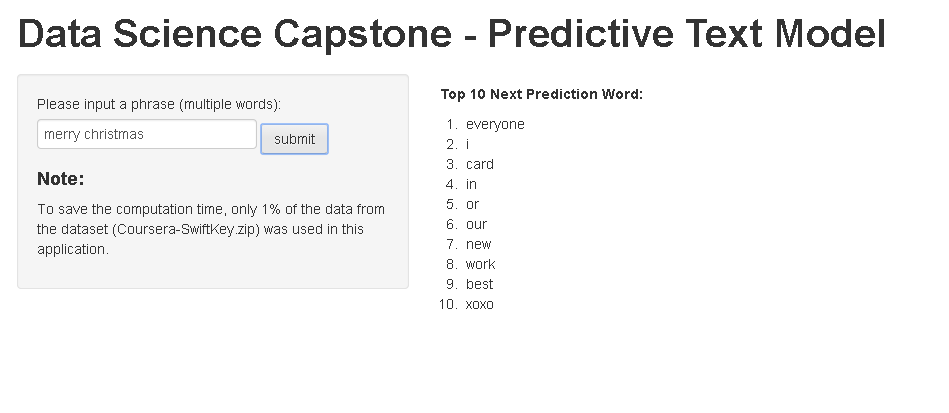 Data Science Capstone - Predictive Text Model
Please input a phrase (multiple words):
merry christmas
submit
Note:
To save the computation time, only 1% of the data from
the dataset (Coursera-SwiftKey.zip) was used in this
application.
Top 10 Next Prediction Word:
1. everyone
2. i
3. card
4. in
5. or
6. our
7. new
8. work
9. best
10. xoxo